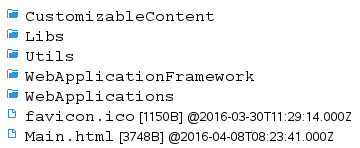 CustomizableContent
Libs
Utils
WebApplicationFramework
WebApplications
favicon.ico [1150B] @2016-03-30T11:29:14.000Z
Main.html [3748B] @2016-04-08T08:23:41.000Z